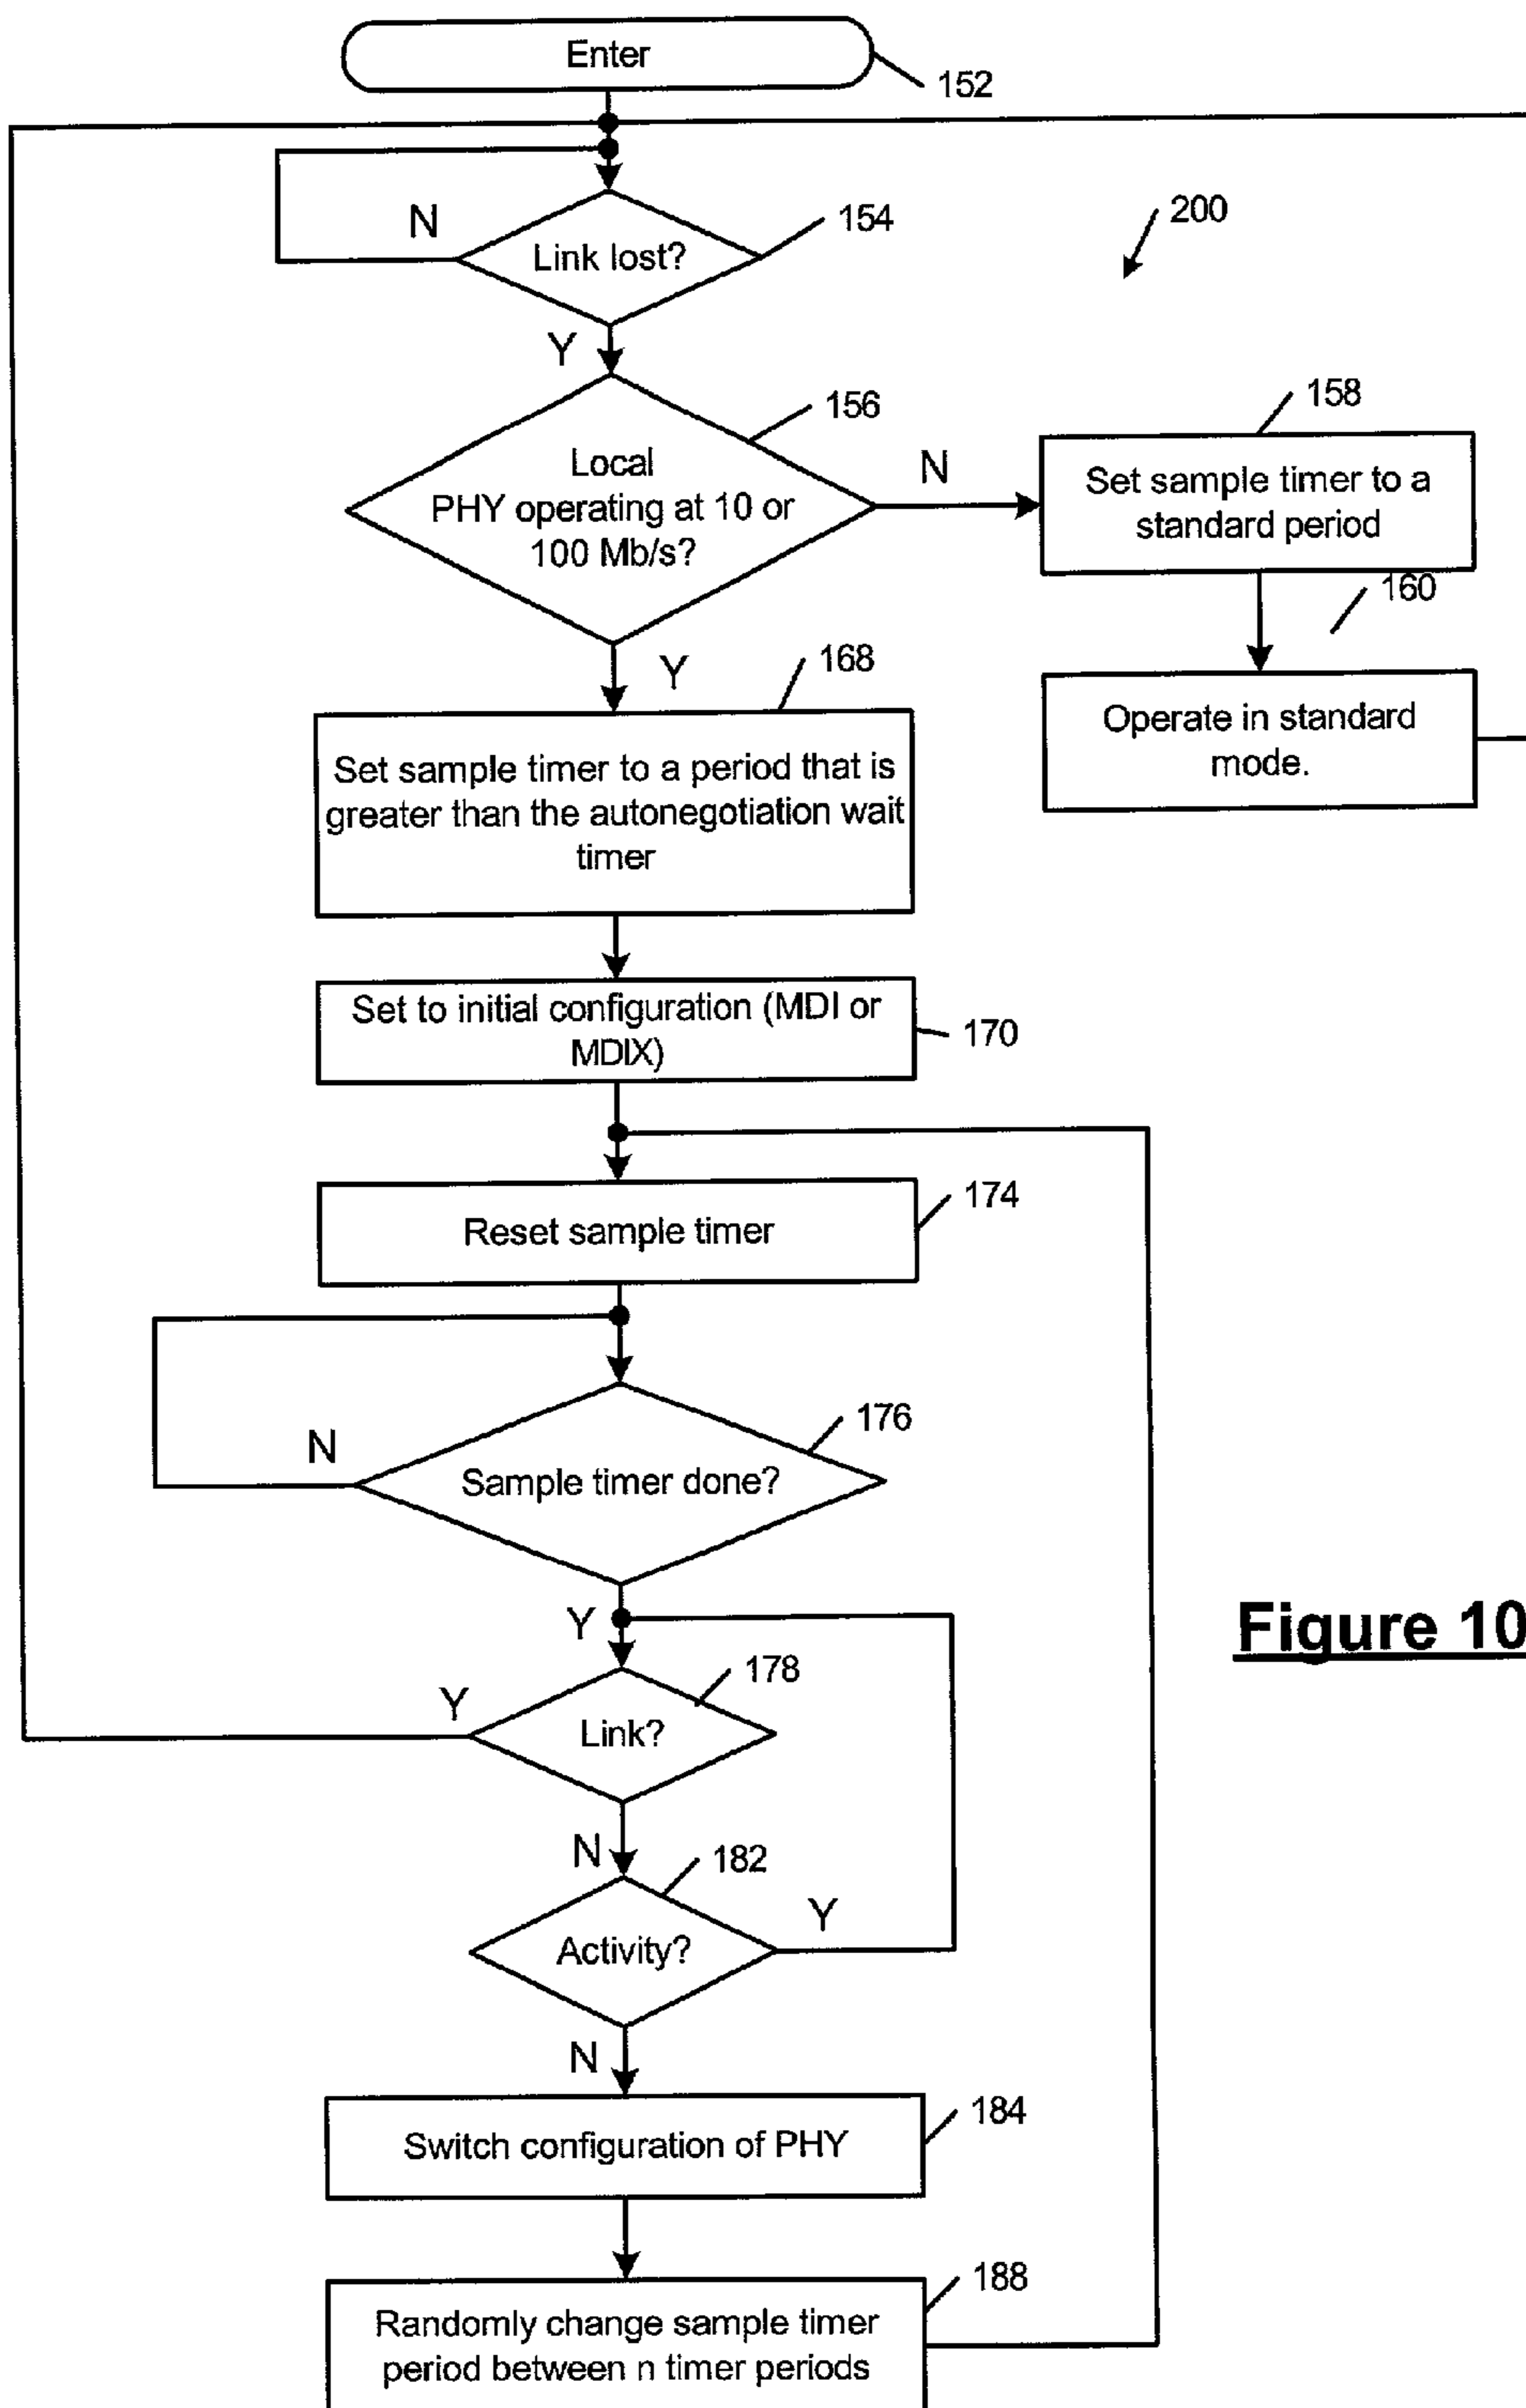 Enter
152
N
Link lost?
154
200
Y
156
Local
PHY operating at 10 or
100 Mb/s?
N
158
Set sample timer to a
standard period
160
Operate in standard
mode.
Y
168
Set sample timer to a period that is
greater than the autonegotiation wait
timer
Set to initial configuration (MDI or
MDIX)
170
Reset sample timer
174
N
Sample timer done?
176
Y
Figure 10
Y
Link?
178
N
182
Activity?
Y
N
Switch configuration of PHY
184
188
Randomly change sample timer
period between n timer periods